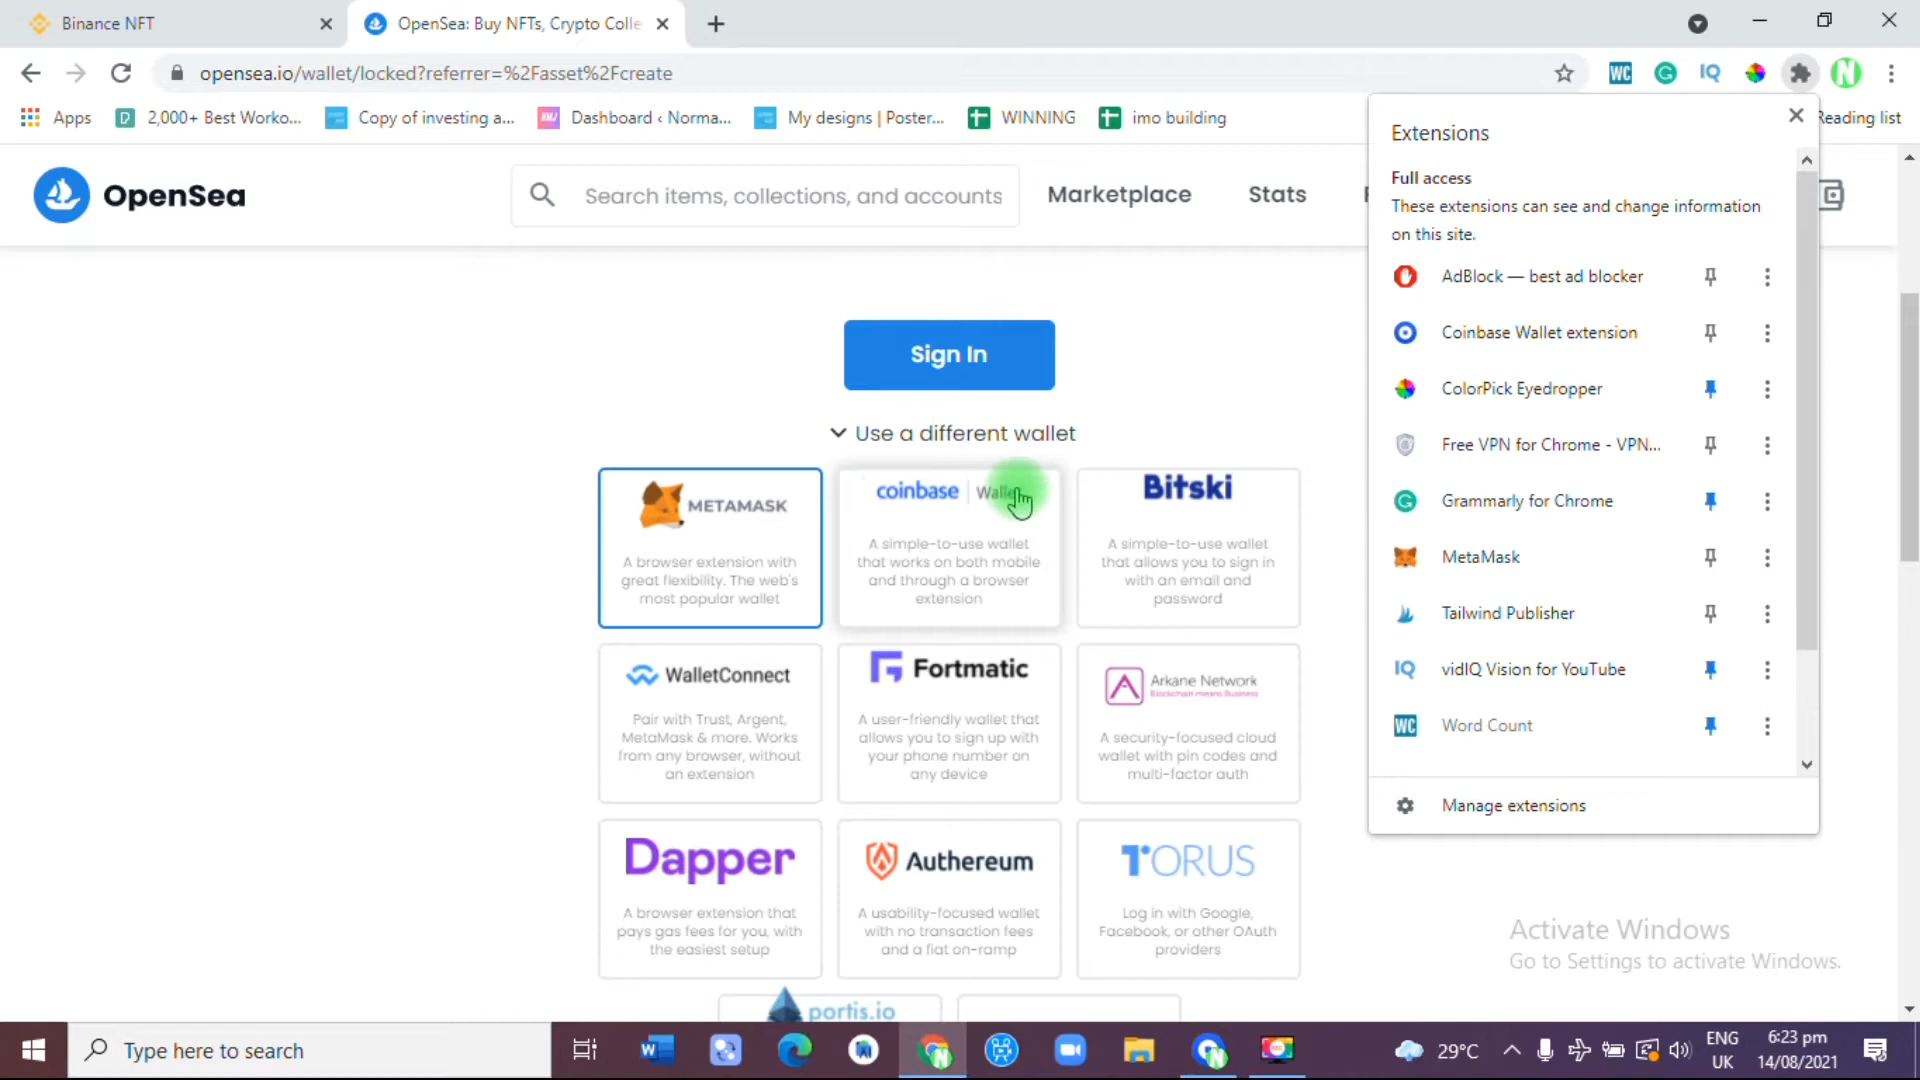 Binance NFT
OpenSea: Buy NFTs, Crypto Colle
opensea.io/wallet/locked?referrer=%2Fasset%2Fcreate
WC
IQ
N
Apps
2,000+ Best Worko...
Copy of investing a...
Dashboard ‹ Norma...
My designs | Poster...
WINNING
imo building
Reading list
OpenSea
Search items, collections, and accounts
Marketplace
Stats
Extensions
Full access
These extensions can see and change information
on this site.
AdBlock — best ad blocker
Coinbase Wallet extension
ColorPick Eyedropper
Free VPN for Chrome - VPN...
Grammarly for Chrome
MetaMask
Tailwind Publisher
IQ vidIQ Vision for YouTube
WC Word Count
Manage extensions
Sign In
Use a different wallet
METAMASK
A browser extension with
great flexibility. The web's
most popular wallet
coinbase | Wallet
A simple-to-use wallet
that works on both mobile
and through a browser
extension
Bitski
A simple-to-use wallet
that allows you to sign in
with an email and
password
WalletConnect
Pair with Trust, Argent,
MetaMask & more. Works
from any browser, without
an extension
Fortmatic
A user-friendly wallet that
allows you to sign up with
your phone number on
any device
Arkane Network
Blockchain means Business
A security-focused cloud
wallet with pin codes and
multi-factor auth
Dapper
A browser extension that
pays gas fees for you, with
the easiest setup
Authereum
A usability-focused wallet
with no transaction fees
and a fiat on-ramp
TORUS
Log in with Google,
Facebook, or other OAuth
providers
portis.io
Activate Windows
Go to Settings to activate Windows.
Type here to search
29°C
ENG
UK
6:23 pm
14/08/2021